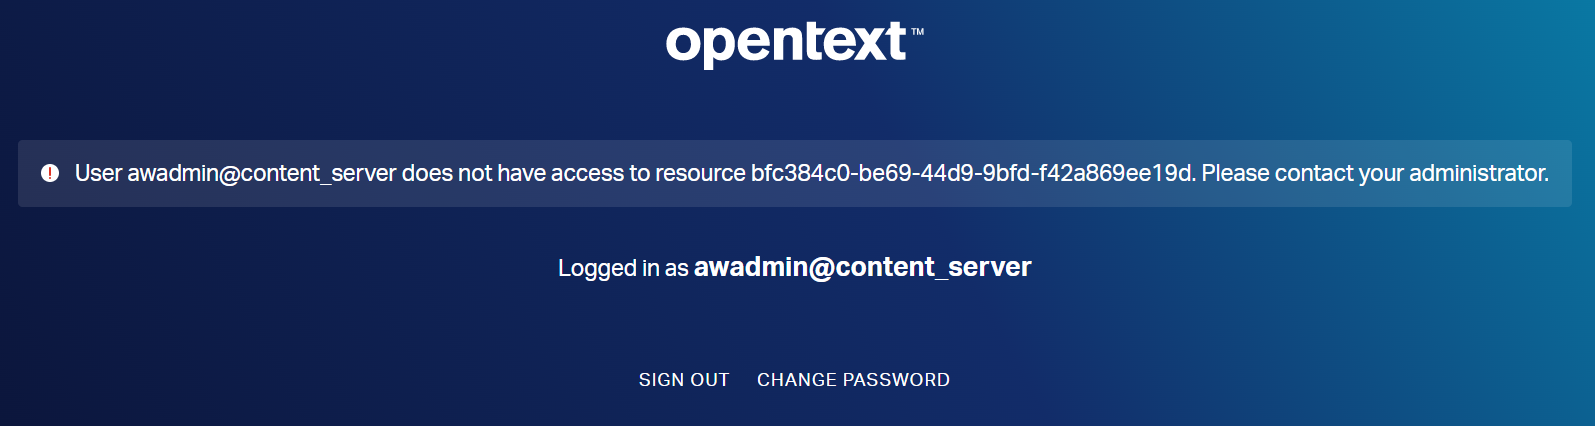 opentext™
User awadmin@content_server does not have access to resource bfc384c0-be69-44d9-9bfd-f42a869ee19d. Please contact your administrator.
Logged in as awadmin@content_server
SIGN OUT CHANGE PASSWORD